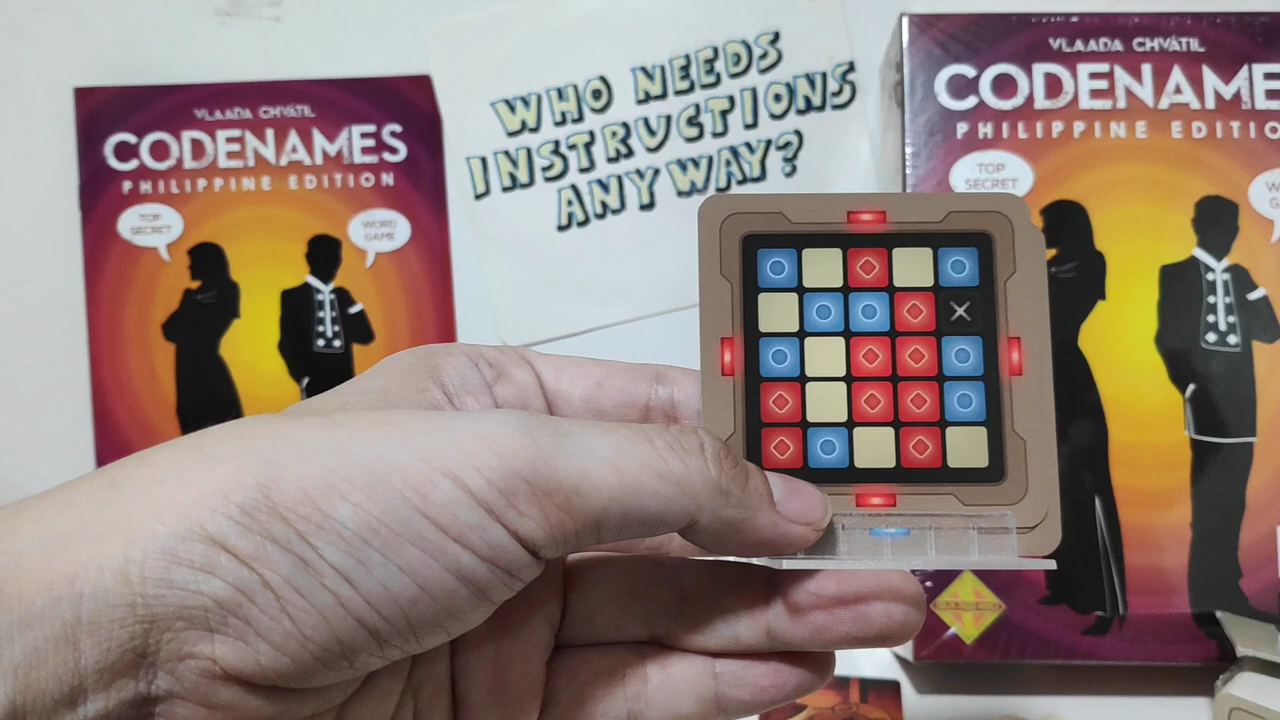 VLAADA CHVÁTIL
CODENAMES
PHILIPPINE EDITION
TOP
SECRET
WORD
GAME
WHO NEEDS
INSTRUCTIONS
ANYWAY?
VLAADA CHVÁTIL
CODENAME
PHILIPPINE EDITIO
TOP
SECRET